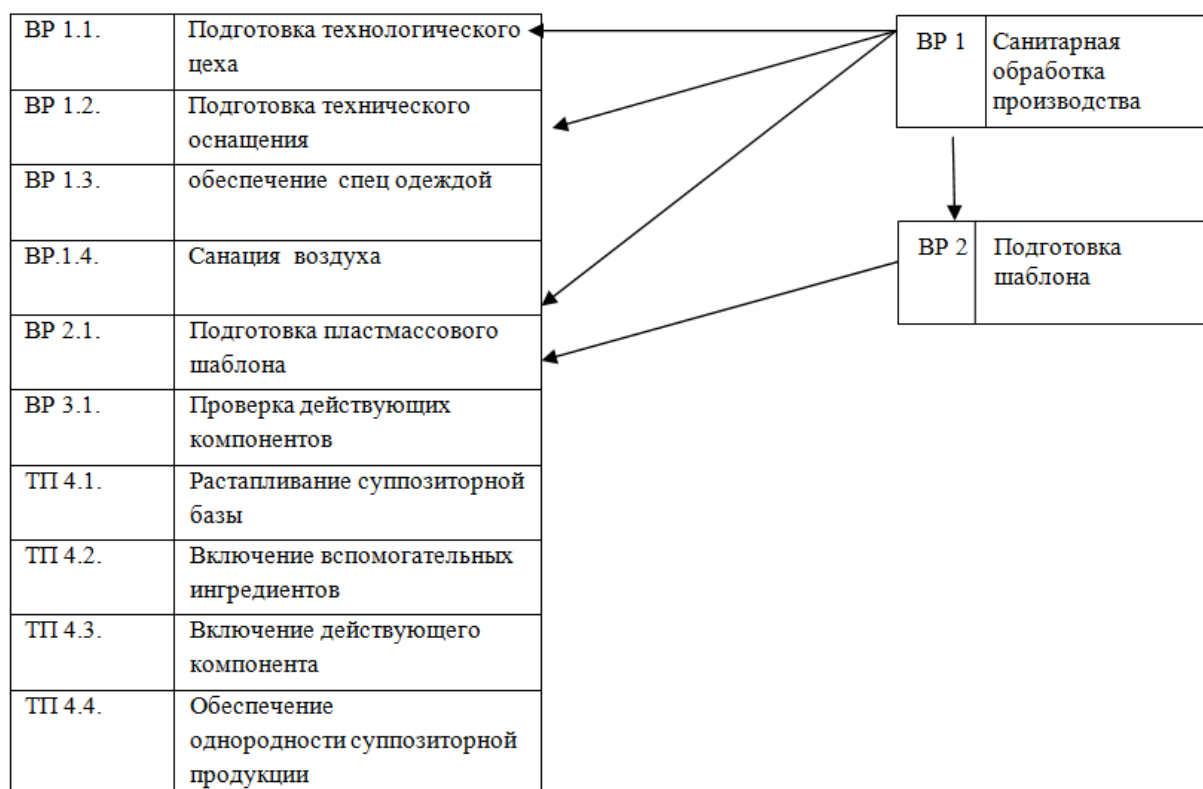 ВР 1.1. Подготовка технологического
цеха
ВР 1.2. Подготовка технического
оснащения
ВР 1.3. обеспечение спец одеждой
ВР.1.4. Санация воздуха
ВР 2.1. Подготовка пластмассового
шаблона
ВР 3.1. Проверка действующих
компонентов
ТП 4.1. Растапливание суппозиторной
базы
ТП 4.2. Включение вспомогательных
ингредиентов
ТП 4.3. Включение действующего
компонента
ТП 4.4. Обеспечение
однородности суппозиторной
продукции
ВР 1 Санитарная
обработка
производства
ВР 2 Подготовка
шаблона